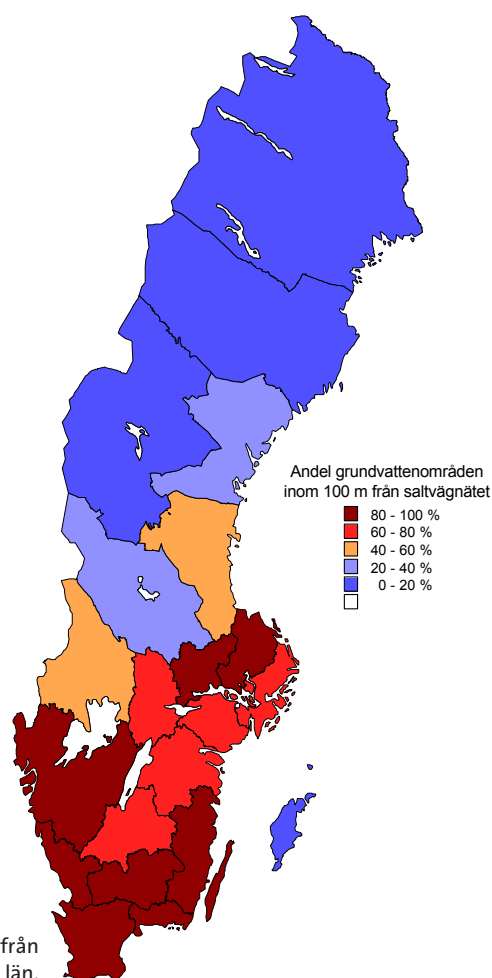 Andel grundvattenområden
inom 100 m från saltvägnätet
80 - 100 %
60 - 80 %
40 - 60 %
20 - 40 %
0 - 20 %
från
län.